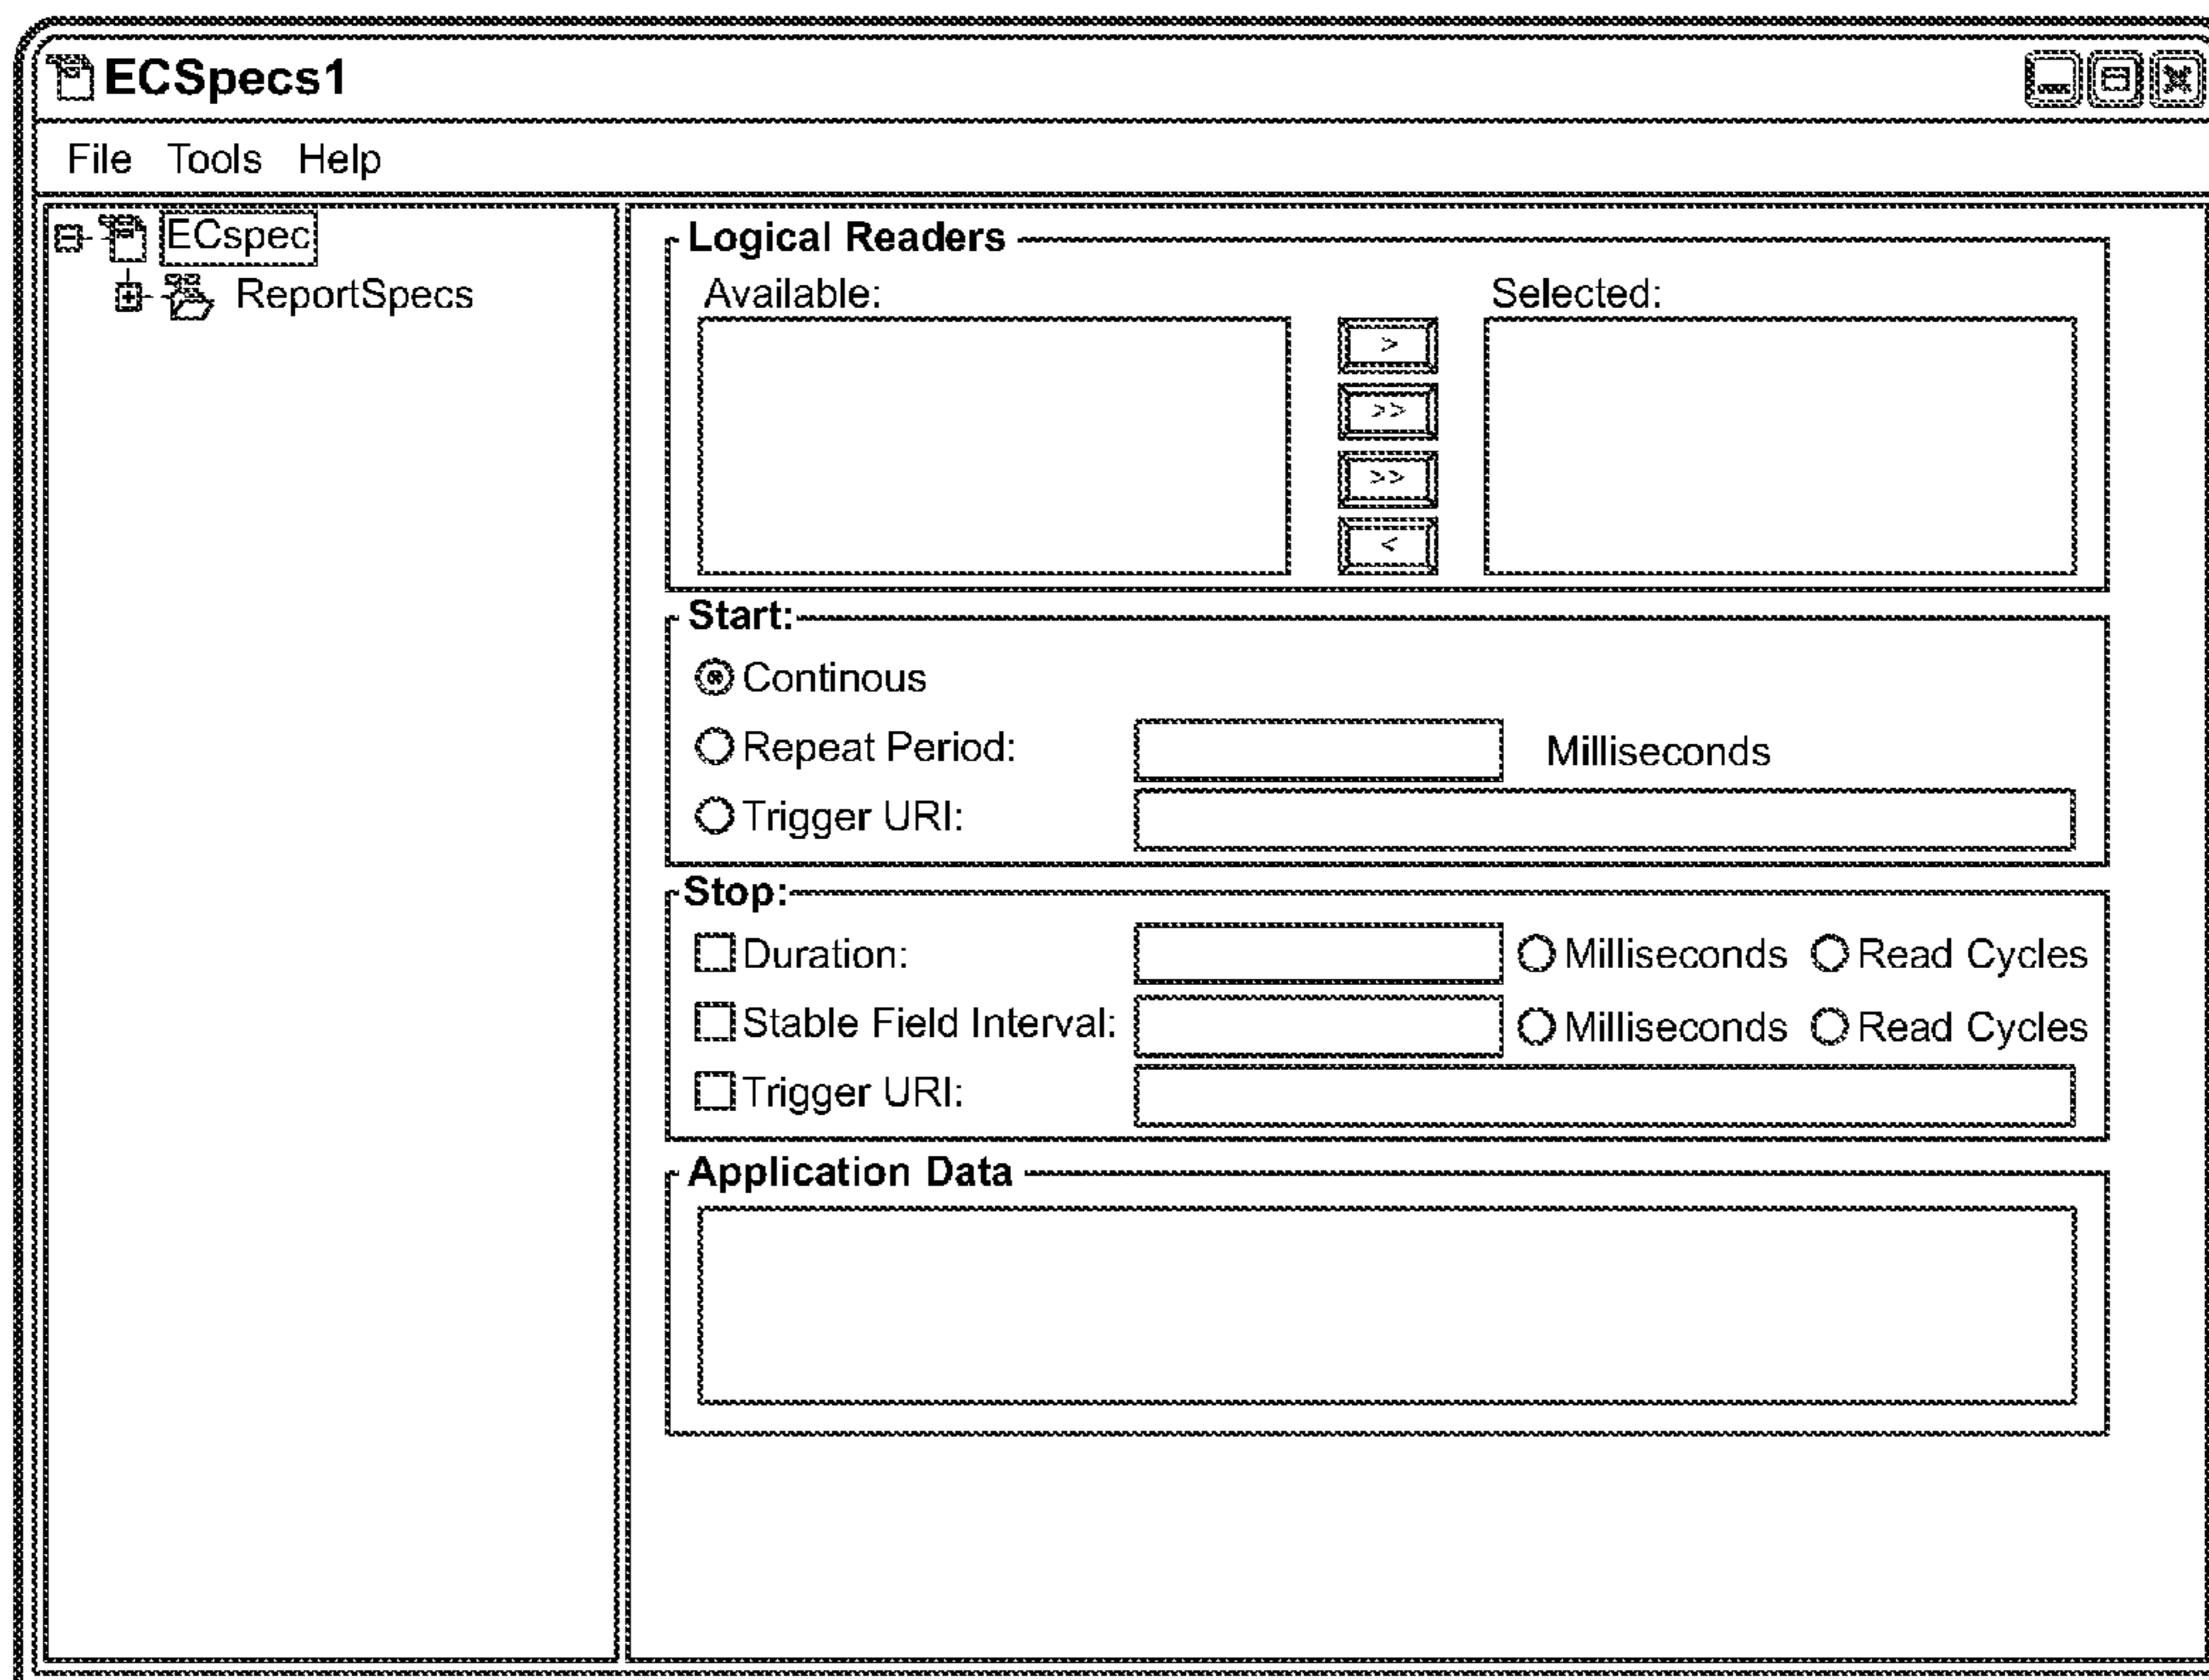 ECSpecs1
File Tools Help
ECspec
ReportSpecs
Logical Readers
Available: Selected:
>
>>
>>
<
Start:
Continous
Repeat Period: Milliseconds
Trigger URI:
Stop:
Duration: Milliseconds Read Cycles
Stable Field Interval: Milliseconds Read Cycles
Trigger URI:
Application Data